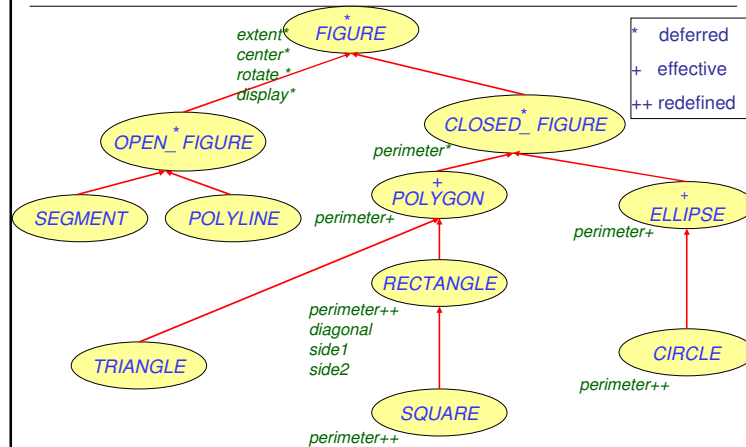 *
FIGURE
extent*
center*
rotate *
display*
* deferred
+ effective
++ redefined
*
OPEN_ FIGURE
*
CLOSED_ FIGURE
perimeter*
SEGMENT
POLYLINE
+
POLYGON
perimeter+
+
ELLIPSE
perimeter+
RECTANGLE
perimeter++
diagonal
side1
side2
TRIANGLE
CIRCLE
perimeter++
SQUARE
perimeter++